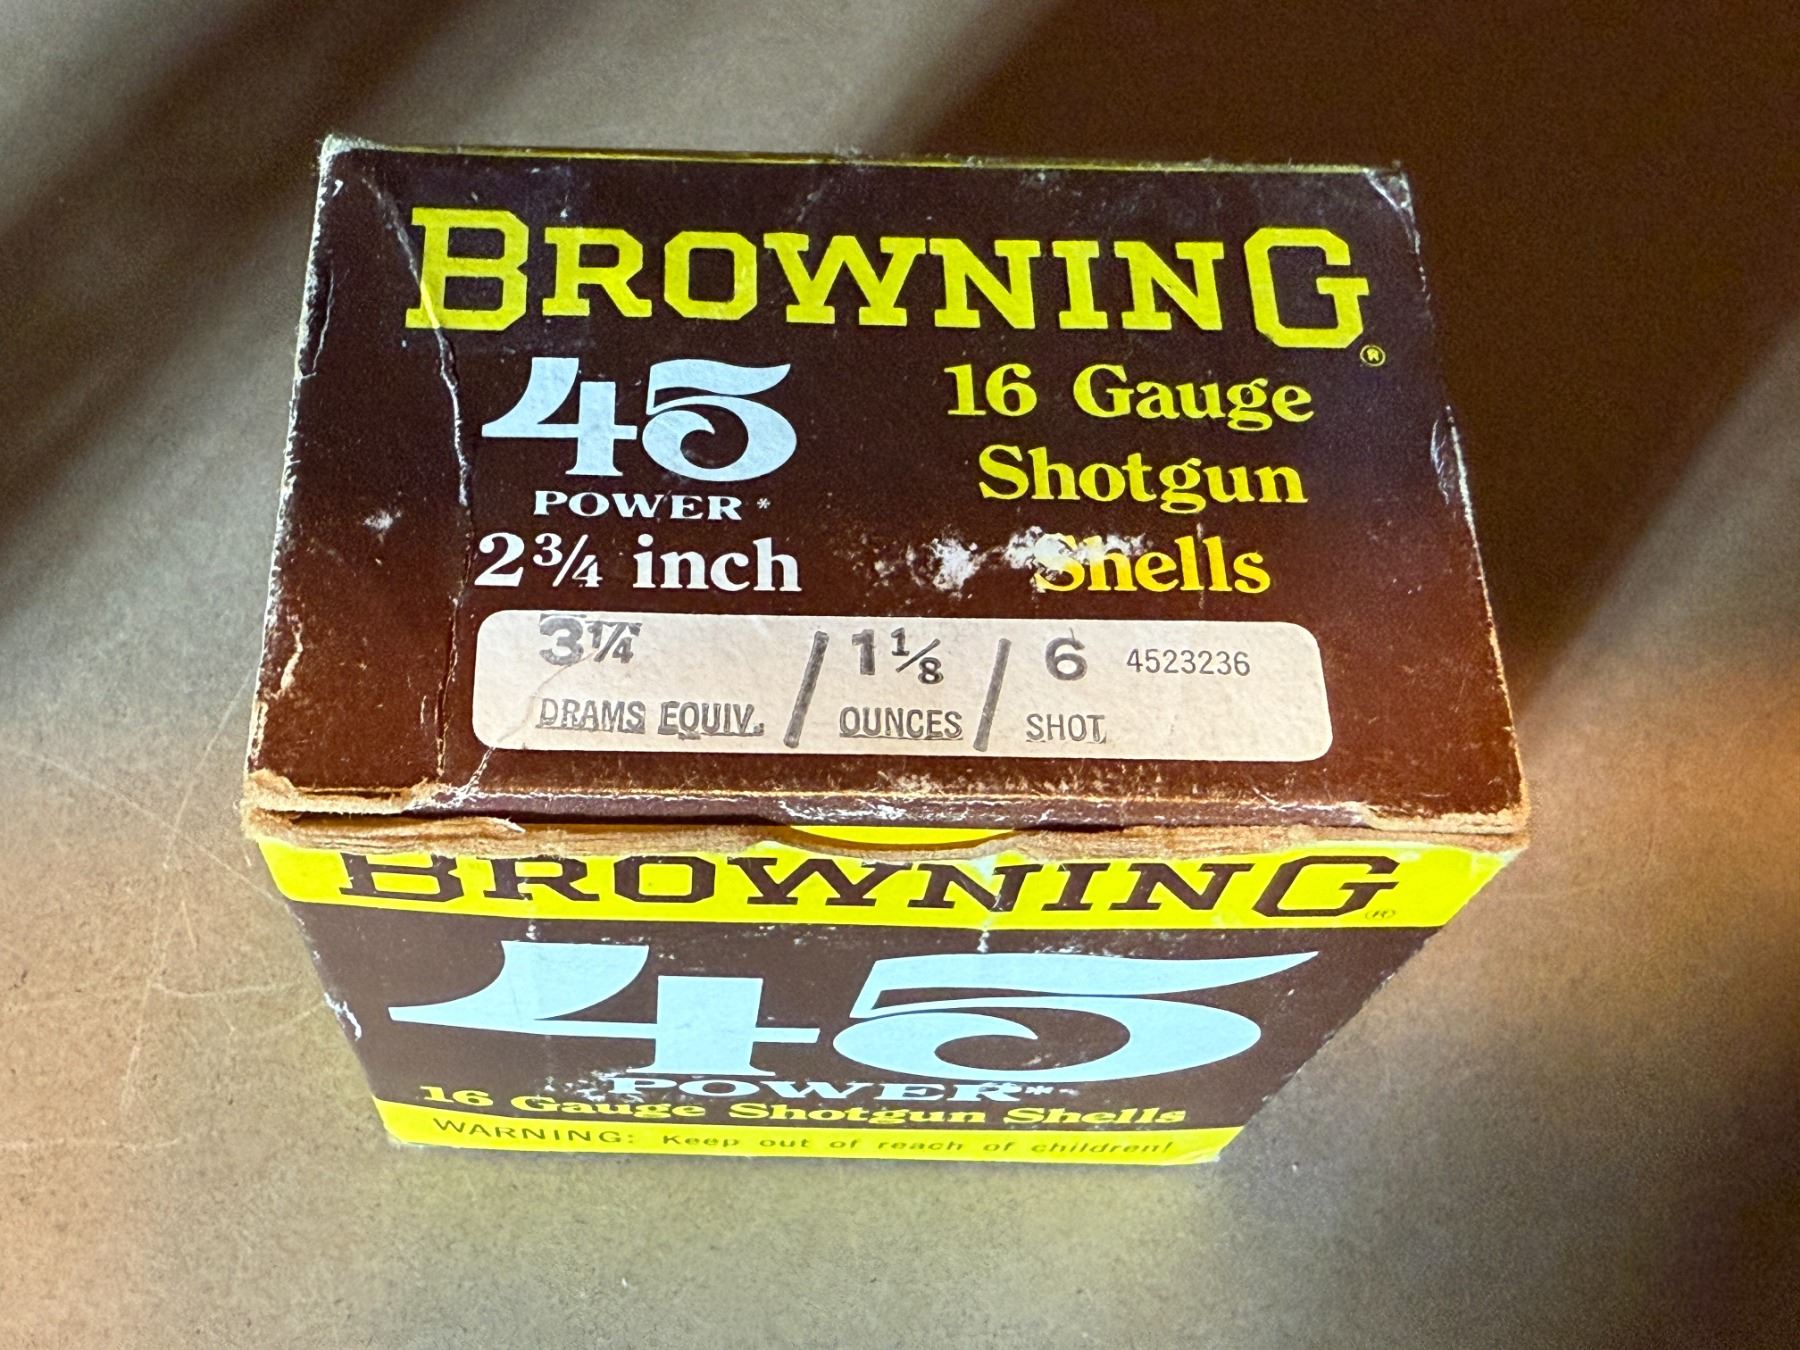 BROWNING®
45
POWER*
2¾ inch
16 Gauge
Shotgun
Shells
3¼ / 1⅛ / 6 4523236
DRAMS EQUIV. OUNCES SHOT
BROWNING®
45
POWER*
16 Gauge Shotgun Shells
WARNING: Keep out of reach of children!